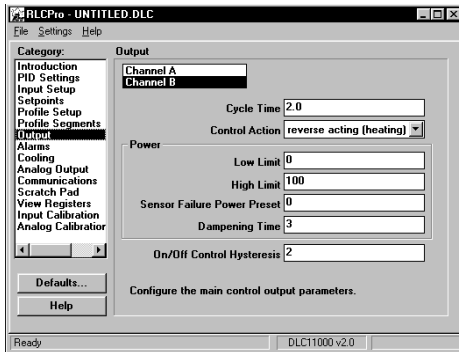 RLCPro - UNTITLED.DLC
File Settings Help
Category:
Introduction
PID Settings
Input Setup
Setpoints
Profile Setup
Profile Segments
Output
Alarms
Cooling
Analog Output
Communications
Scratch Pad
View Registers
Input Calibration
Analog Calibration
Defaults...
Help
Output
Channel A
Channel B
Cycle Time 2.0
Control Action reverse acting (heating)
Power
Low Limit 0
High Limit 100
Sensor Failure Power Preset 0
Dampening Time 3
On/Off Control Hysteresis 2
Configure the main control output parameters.
Ready DLC11000 v2.0